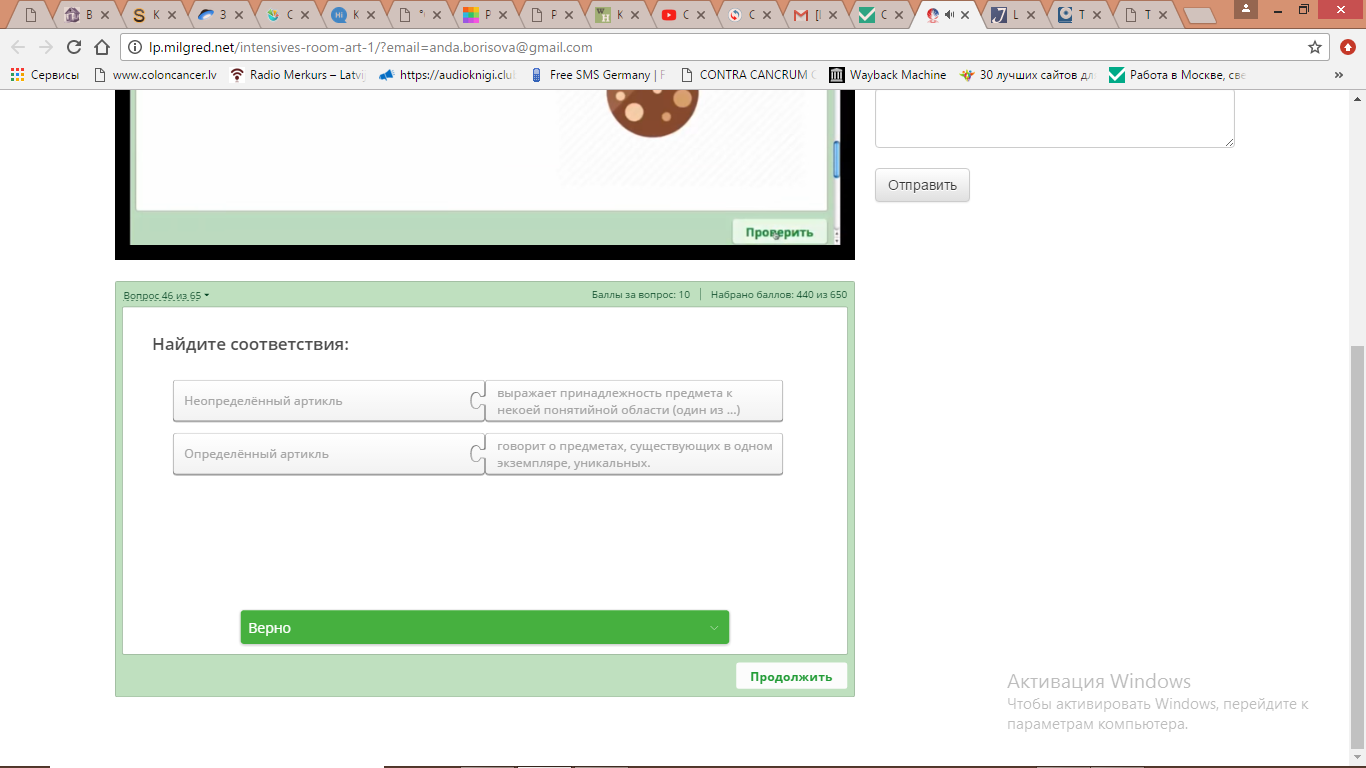 В
К
З
С
К
Р
Р
К
С
С
С
L
T
T
lp.milgred.net/intensives-room-art-1/?email=anda.borisova@gmail.com
Сервисы www.coloncancer.lv Radio Merkurs – Latvij https://audioknigi.clu Free SMS Germany | F CONTRA CANCRUM Wayback Machine 30 лучших сайтов дл Работа в Москве, све »
Отправить
Проверить
Вопрос 46 из 65 Баллы за вопрос: 10 Набрано баллов: 440 из 650
Найдите соответствия:
Неопределённый артикль
выражает принадлежность предмета к
некоей понятийной области (один из ...)
Определённый артикль
говорит о предметах, существующих в одном
экземпляре, уникальных.
Верно
Продолжить
Активация Windows
Чтобы активировать Windows, перейдите к
параметрам компьютера.